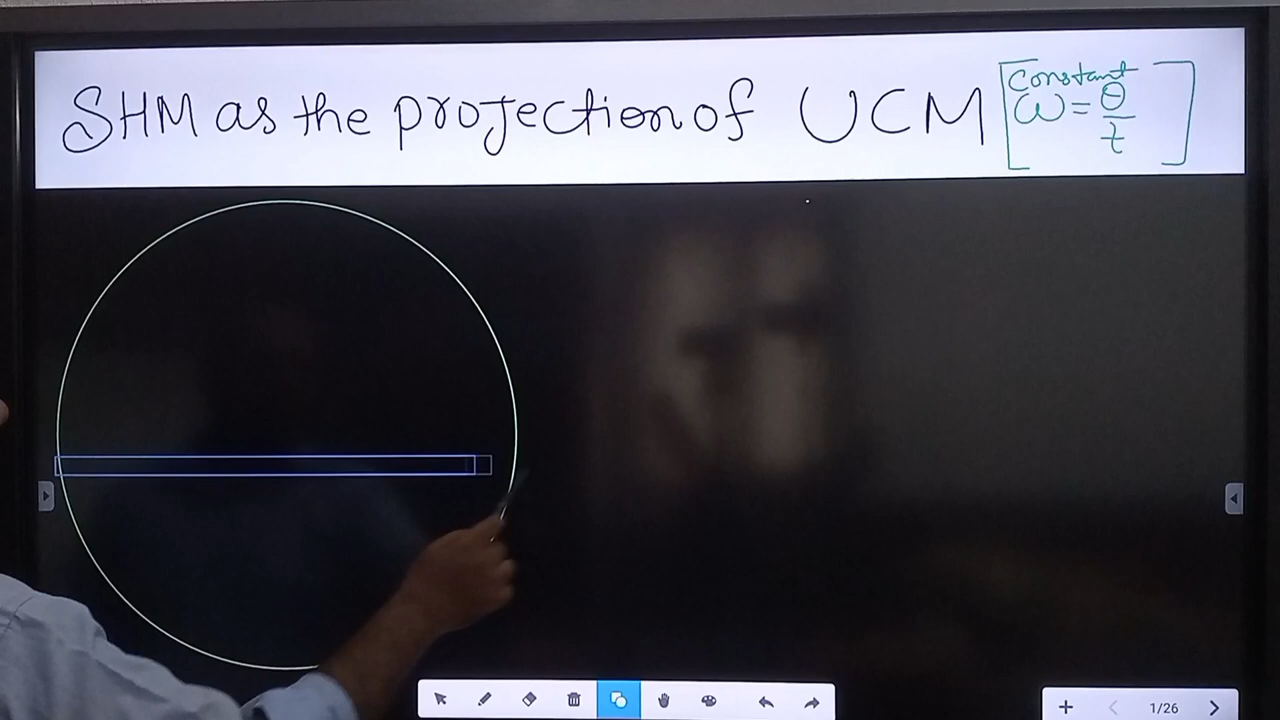 SHM as the projection of UCM [constant
ω = θ/t]
1/26